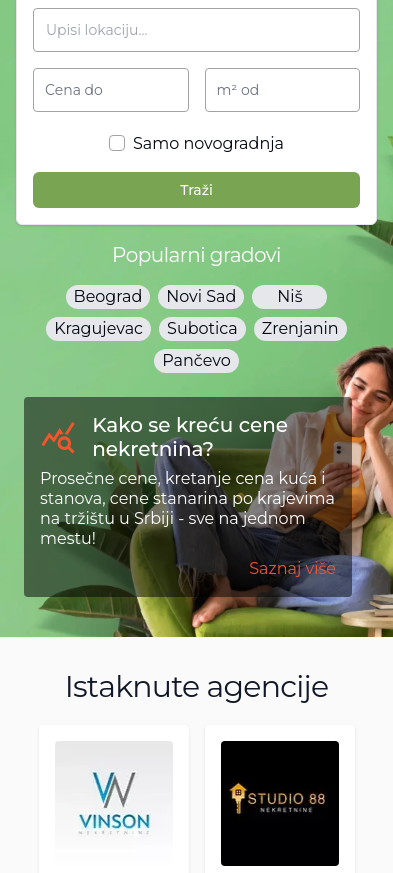 Upisi lokaciju...
Cena do
m² od
Samo novogradnja
Traži
Popularni gradovi
Beograd Novi Sad Niš
Kragujevac Subotica Zrenjanin
Pančevo
Kako se kreću cene
nekretnina?
Prosečne cene, kretanje cena kuća i
stanova, cene stanarina po krajevima
na tržištu u Srbiji - sve na jednom
mestu!
Saznaj više
Istaknute agencije
VINSON
NEKRETNINE
STUDIO 88
NEKRETNINE